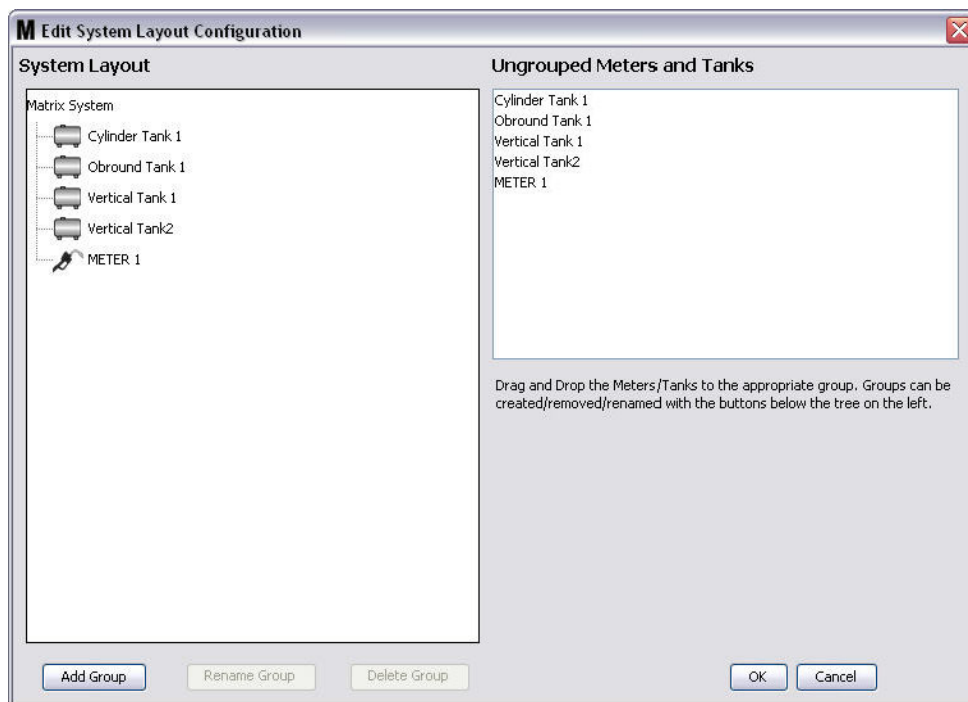 M Edit System Layout Configuration
System Layout
Matrix System
Cylinder Tank 1
Obround Tank 1
Vertical Tank 1
Vertical Tank2
METER 1
Ungrouped Meters and Tanks
Cylinder Tank 1
Obround Tank 1
Vertical Tank 1
Vertical Tank2
METER 1
Drag and Drop the Meters/Tanks to the appropriate group. Groups can be
created/removed/renamed with the buttons below the tree on the left.
Add Group
Rename Group
Delete Group
OK
Cancel